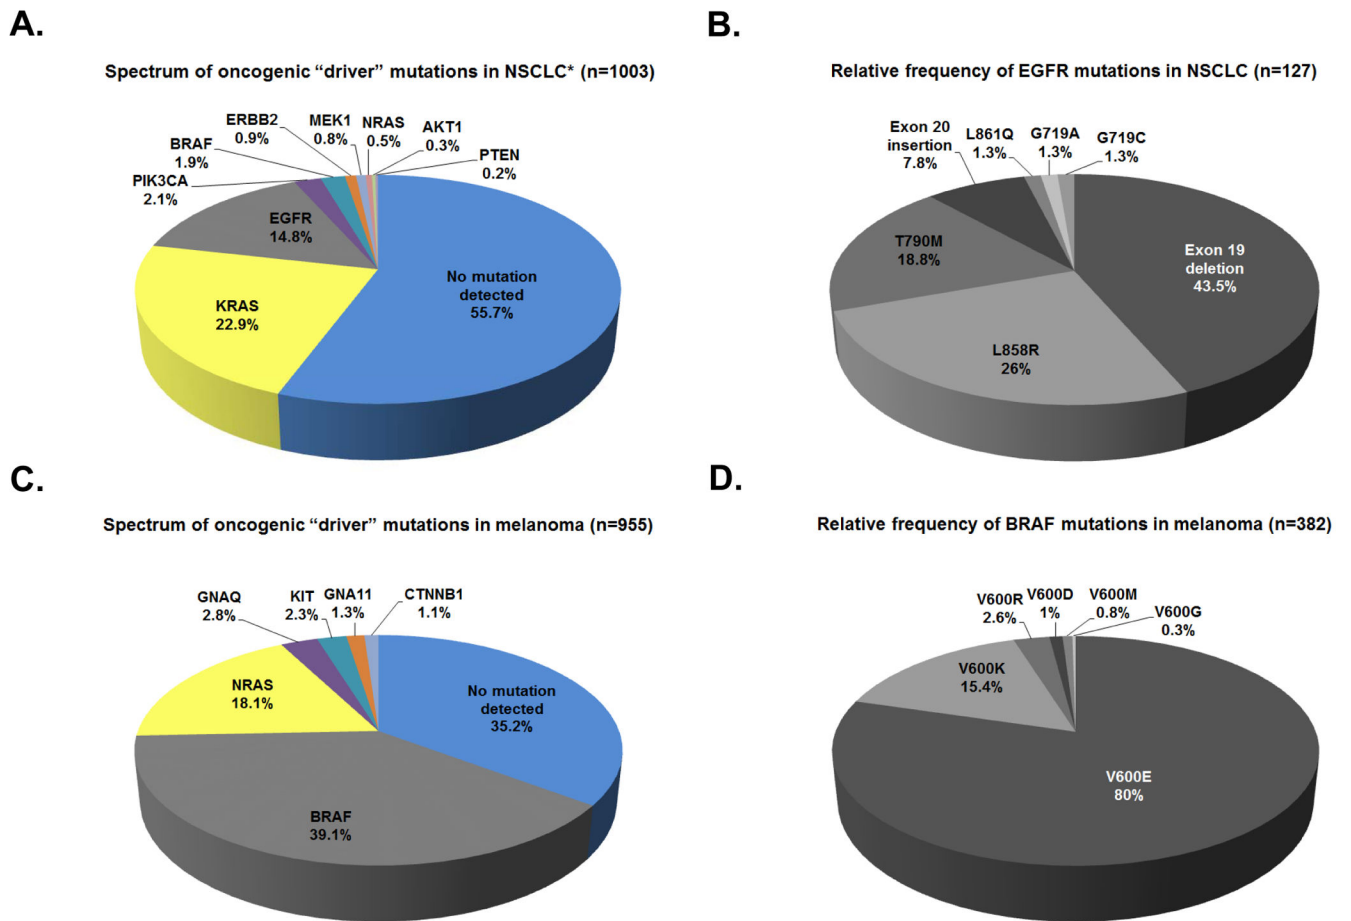 A.
Spectrum of oncogenic “driver” mutations in NSCLC* (n=1003)
ERBB2
0.9%
MEK1
0.8%
NRAS
0.5%
AKT1
0.3%
BRAF
1.9%
PTEN
0.2%
PIK3CA
2.1%
EGFR
14.8%
KRAS
22.9%
No mutation
detected
55.7%
B.
Relative frequency of EGFR mutations in NSCLC (n=127)
Exon 20
insertion
7.8%
L861Q
1.3%
G719A
1.3%
G719C
1.3%
T790M
18.8%
Exon 19
deletion
43.5%
L858R
26%
C.
Spectrum of oncogenic “driver” mutations in melanoma (n=955)
GNAQ
2.8%
KIT
2.3%
GNA11
1.3%
CTNNB1
1.1%
NRAS
18.1%
No mutation
detected
35.2%
BRAF
39.1%
D.
Relative frequency of BRAF mutations in melanoma (n=382)
V600R
2.6%
V600D
1%
V600M
0.8%
V600G
0.3%
V600K
15.4%
V600E
80%